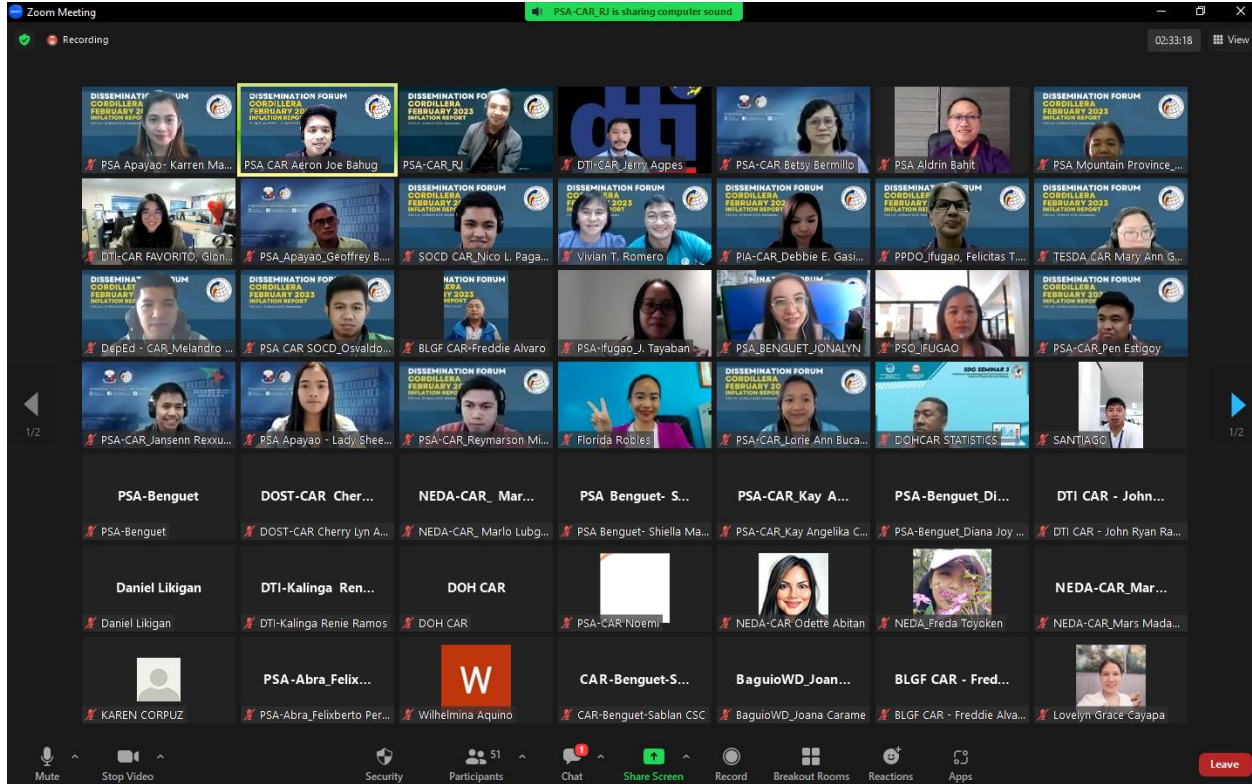 Zoom Meeting
PSA-CAR_RJ is sharing computer sound
Recording
02:33:18
View
DISSEMINATION FORUM
CORDILLERA
FEBRUARY 2023
INFLATION REPORT
PSA Apayao- Karren Ma...
PSA CAR Aeron Joe Bahug
PSA-CAR_RJ
dti
DTI-CAR_Jerry Agpes
PSA-CAR Betsy Bermillo
PSA Aldrin Bahit
PSA Mountain Province_...
DTI-CAR FAVORITO, Glon...
PSA_Apayao_Geoffrey B....
SOCD CAR_Nico L. Paga...
Vivian T. Romero
PIA-CAR_Debbie E. Gasi...
PPDO_Ifugao, Felicitas T....
TESDA CAR Mary Ann G...
DepEd - CAR_Melandro ...
PSA CAR SOCD_Osvaldo...
BLGF CAR-Freddie Alvaro
PSA-Ifugao_J. Tayaban
PSA_BENGUET_JONALYN
PSO_IFUGAO
PSA-CAR_Pen Estigoy
PSA-CAR_Jansenn Rexxu...
PSA Apayao - Lady Shee...
PSA-CAR_Reymarson Mi...
Florida Robles
PSA-CAR_Lorie Ann Buca...
SDG SEMINAR 3
DOHCAR STATISTICS
SANTIAGO
1/2
1/2
PSA-Benguet
DOST-CAR Cher...
NEDA-CAR_ Mar...
PSA Benguet- S...
PSA-CAR_Kay A...
PSA-Benguet_Di...
DTI CAR - John...
PSA-Benguet
DOST-CAR Cherry Lyn A...
NEDA-CAR_ Marlo Lubg...
PSA Benguet- Shiella Ma...
PSA-CAR_Kay Angelika C...
PSA-Benguet_Diana Joy ...
DTI CAR - John Ryan Ra...
Daniel Likigan
DTI-Kalinga Ren...
DOH CAR
NEDA-CAR_Mar...
Daniel Likigan
DTI-Kalinga Renie Ramos
DOH CAR
PSA-CAR Noemi
NEDA-CAR Odette Abitan
NEDA_Freda Toyoken
NEDA-CAR_Mars Mada...
PSA-Abra_Felix...
W
CAR-Benguet-S...
BaguioWD_Joan...
BLGF CAR - Fred...
KAREN CORPUZ
PSA-Abra_Felixberto Per...
Wilhelmina Aquino
CAR-Benguet-Sablan CSC
BaguioWD_Joana Carame
BLGF CAR - Freddie Alva...
Lovelyn Grace Cayapa
51
1
Mute
Stop Video
Security
Participants
Chat
Share Screen
Record
Breakout Rooms
Reactions
Apps
Leave